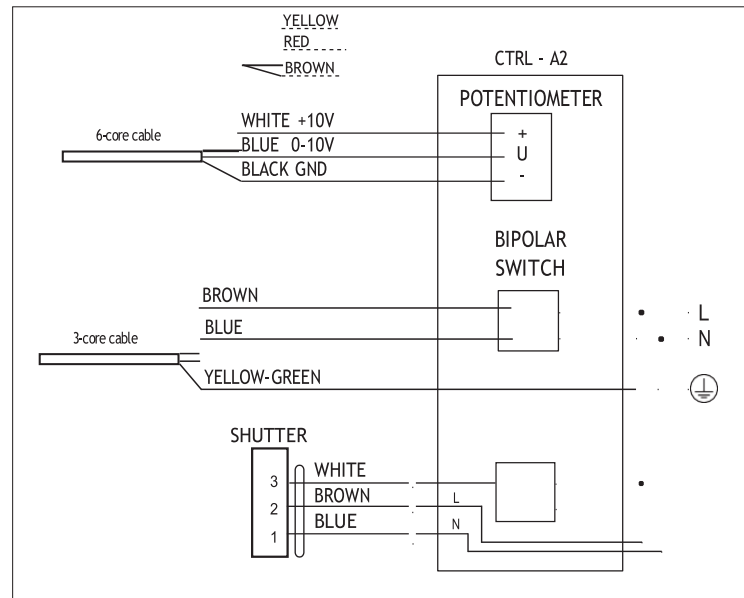 YELLOW
RED
BROWN
CTRL - A2
POTENTIOMETER
6-core cable
WHITE +10V
BLUE 0-10V
BLACK GND
+
U
-
BIPOLAR
SWITCH
BROWN
BLUE
L
N
3-core cable
YELLOW-GREEN
SHUTTER
3 WHITE
2 BROWN L
1 BLUE N